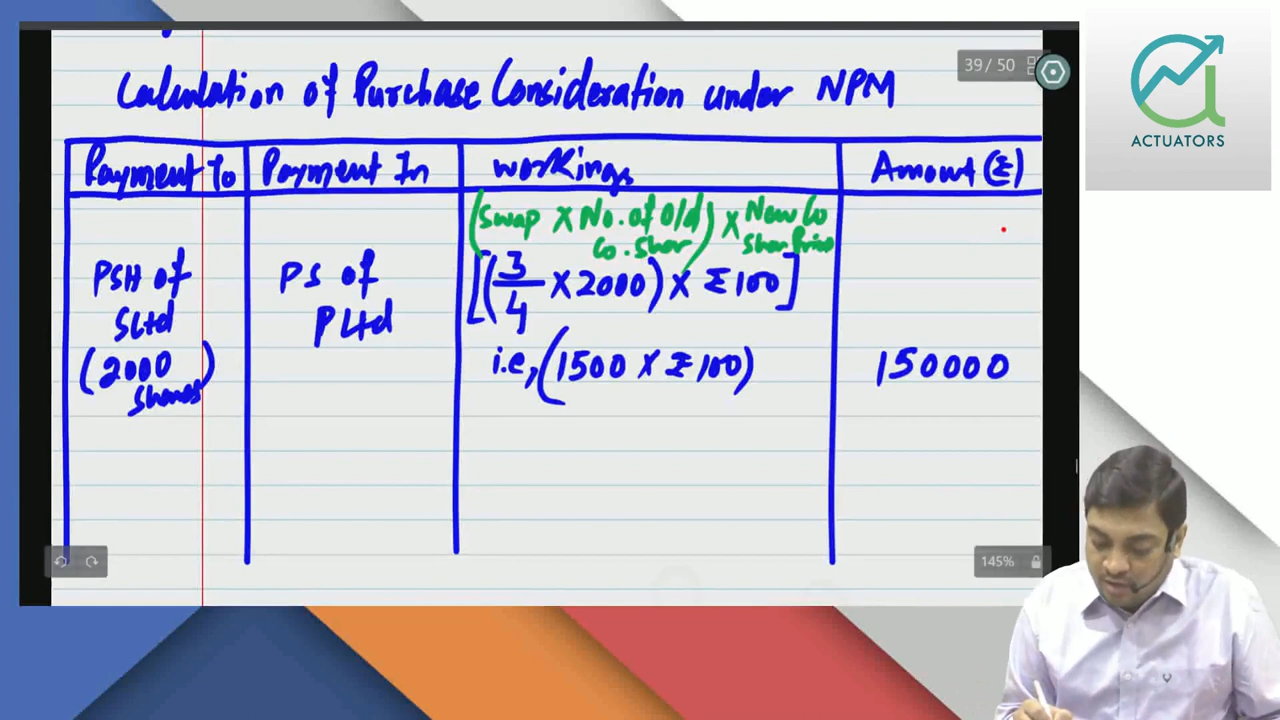 39 / 50
Calculation of Purchase Consideration under NPM
Payment To Payment In Workings Amount (₹)
(Swap × No. of Old Co. Shar) × New Co Share Price
PSH of SLtd (2000 Shares)
PS of PLtd
[(3/4 × 2000) × ₹ 100]
i.e, (1500 × ₹ 100) 150000
145%
ACTUATORS